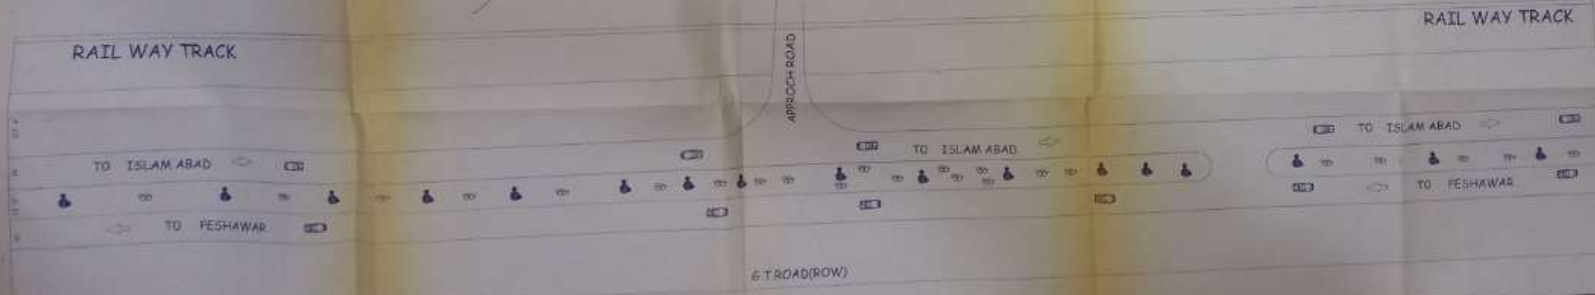 RAIL WAY TRACK
RAIL WAY TRACK
APPROCH ROAD
TO ISLAM ABAD
TO ISLAM ABAD
TO ISLAM ABAD
TO PESHAWAR
TO PESHAWAR
G T ROAD(ROW)